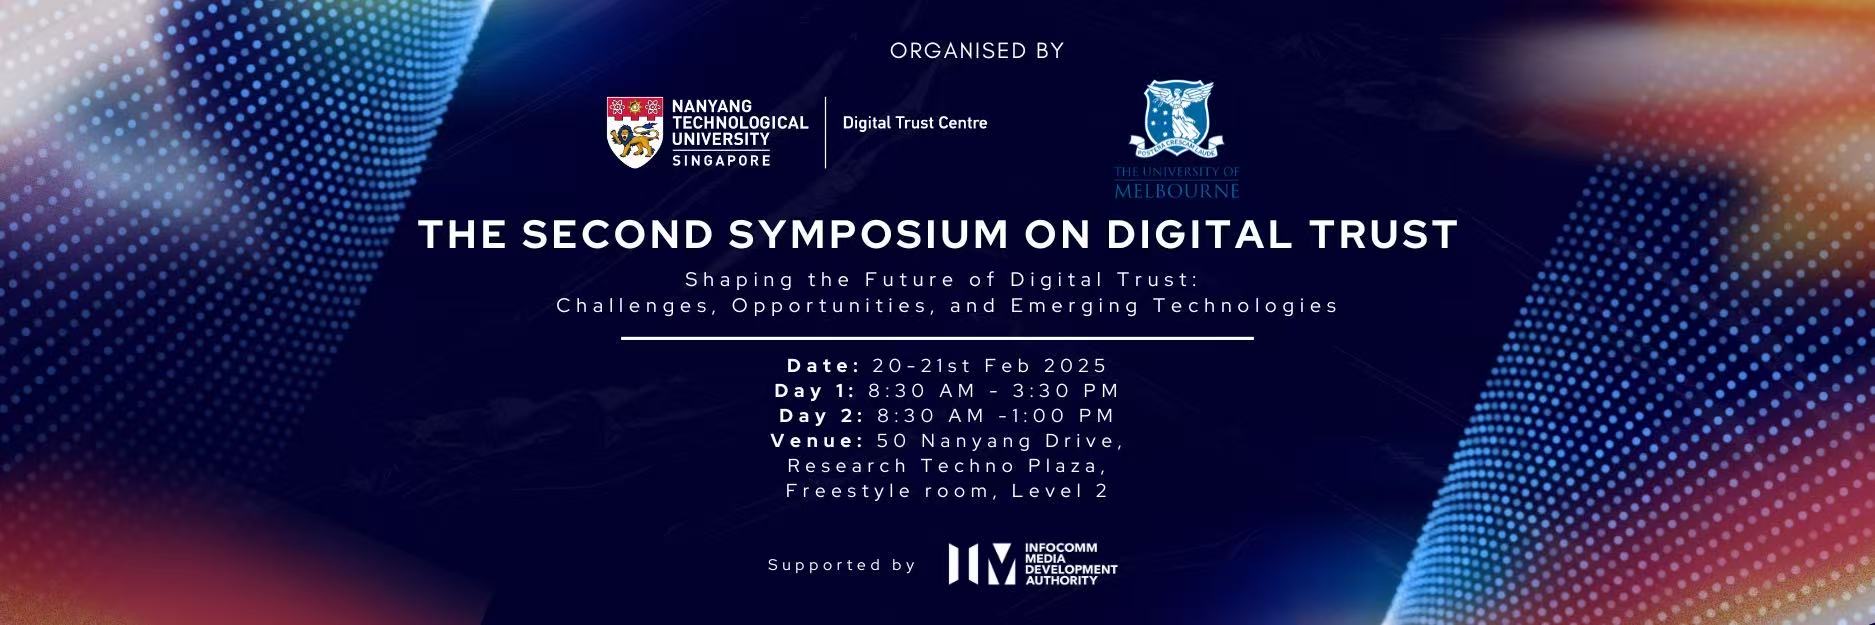 ORGANISED BY
NANYANG
TECHNOLOGICAL
UNIVERSITY
SINGAPORE
Digital Trust Centre
POSTERA CRESCAM LAUDE
THE UNIVERSITY OF
MELBOURNE
THE SECOND SYMPOSIUM ON DIGITAL TRUST
Shaping the Future of Digital Trust:
Challenges, Opportunities, and Emerging Technologies
Date: 20-21st Feb 2025
Day 1: 8:30 AM - 3:30 PM
Day 2: 8:30 AM -1:00 PM
Venue: 50 Nanyang Drive,
Research Techno Plaza,
Freestyle room, Level 2
Supported by
INFOCOMM
MEDIA
DEVELOPMENT
AUTHORITY